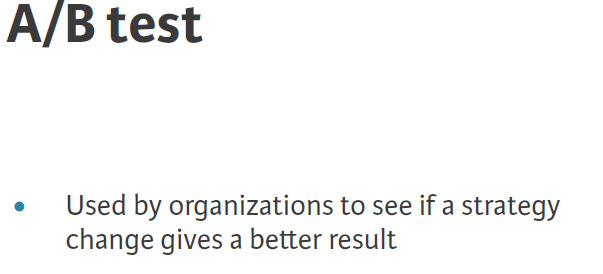 A/B test
• Used by organizations to see if a strategy
change gives a better result